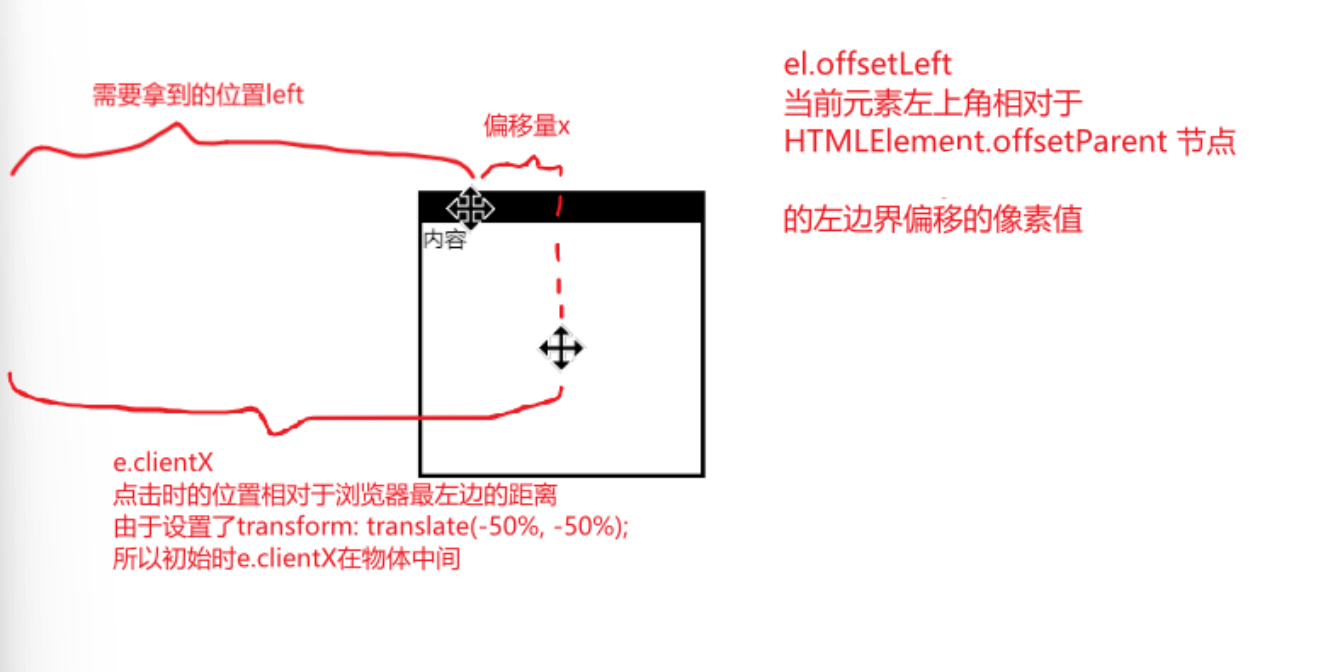 需要拿到的位置left
偏移量x
内容
e.clientX
点击时的位置相对于浏览器最左边的距离
由于设置了transform: translate(-50%, -50%);
所以初始时e.clientX在物体中间
el.offsetLeft
当前元素左上角相对于
HTMLElement.offsetParent 节点
的左边界偏移的像素值